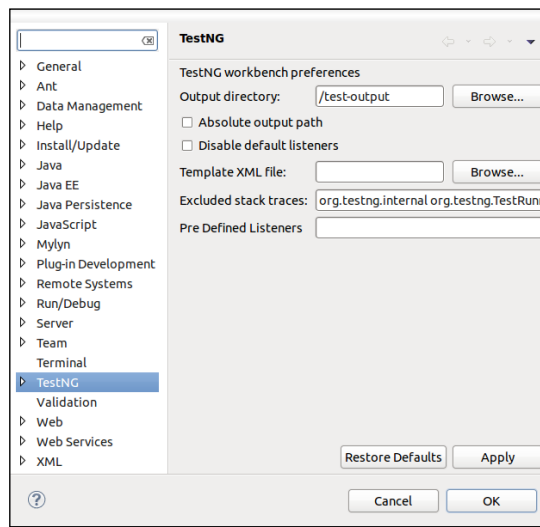 TestNG
General
Ant
Data Management
Help
Install/Update
Java
Java EE
Java Persistence
JavaScript
Mylyn
Plug-in Development
Remote Systems
Run/Debug
Server
Team
Terminal
TestNG
Validation
Web
Web Services
XML
TestNG workbench preferences
Output directory: /test-output Browse...
Absolute output path
Disable default listeners
Template XML file: Browse...
Excluded stack traces: org.testng.internal org.testng.TestRun
Pre Defined Listeners
Restore Defaults Apply
? Cancel OK